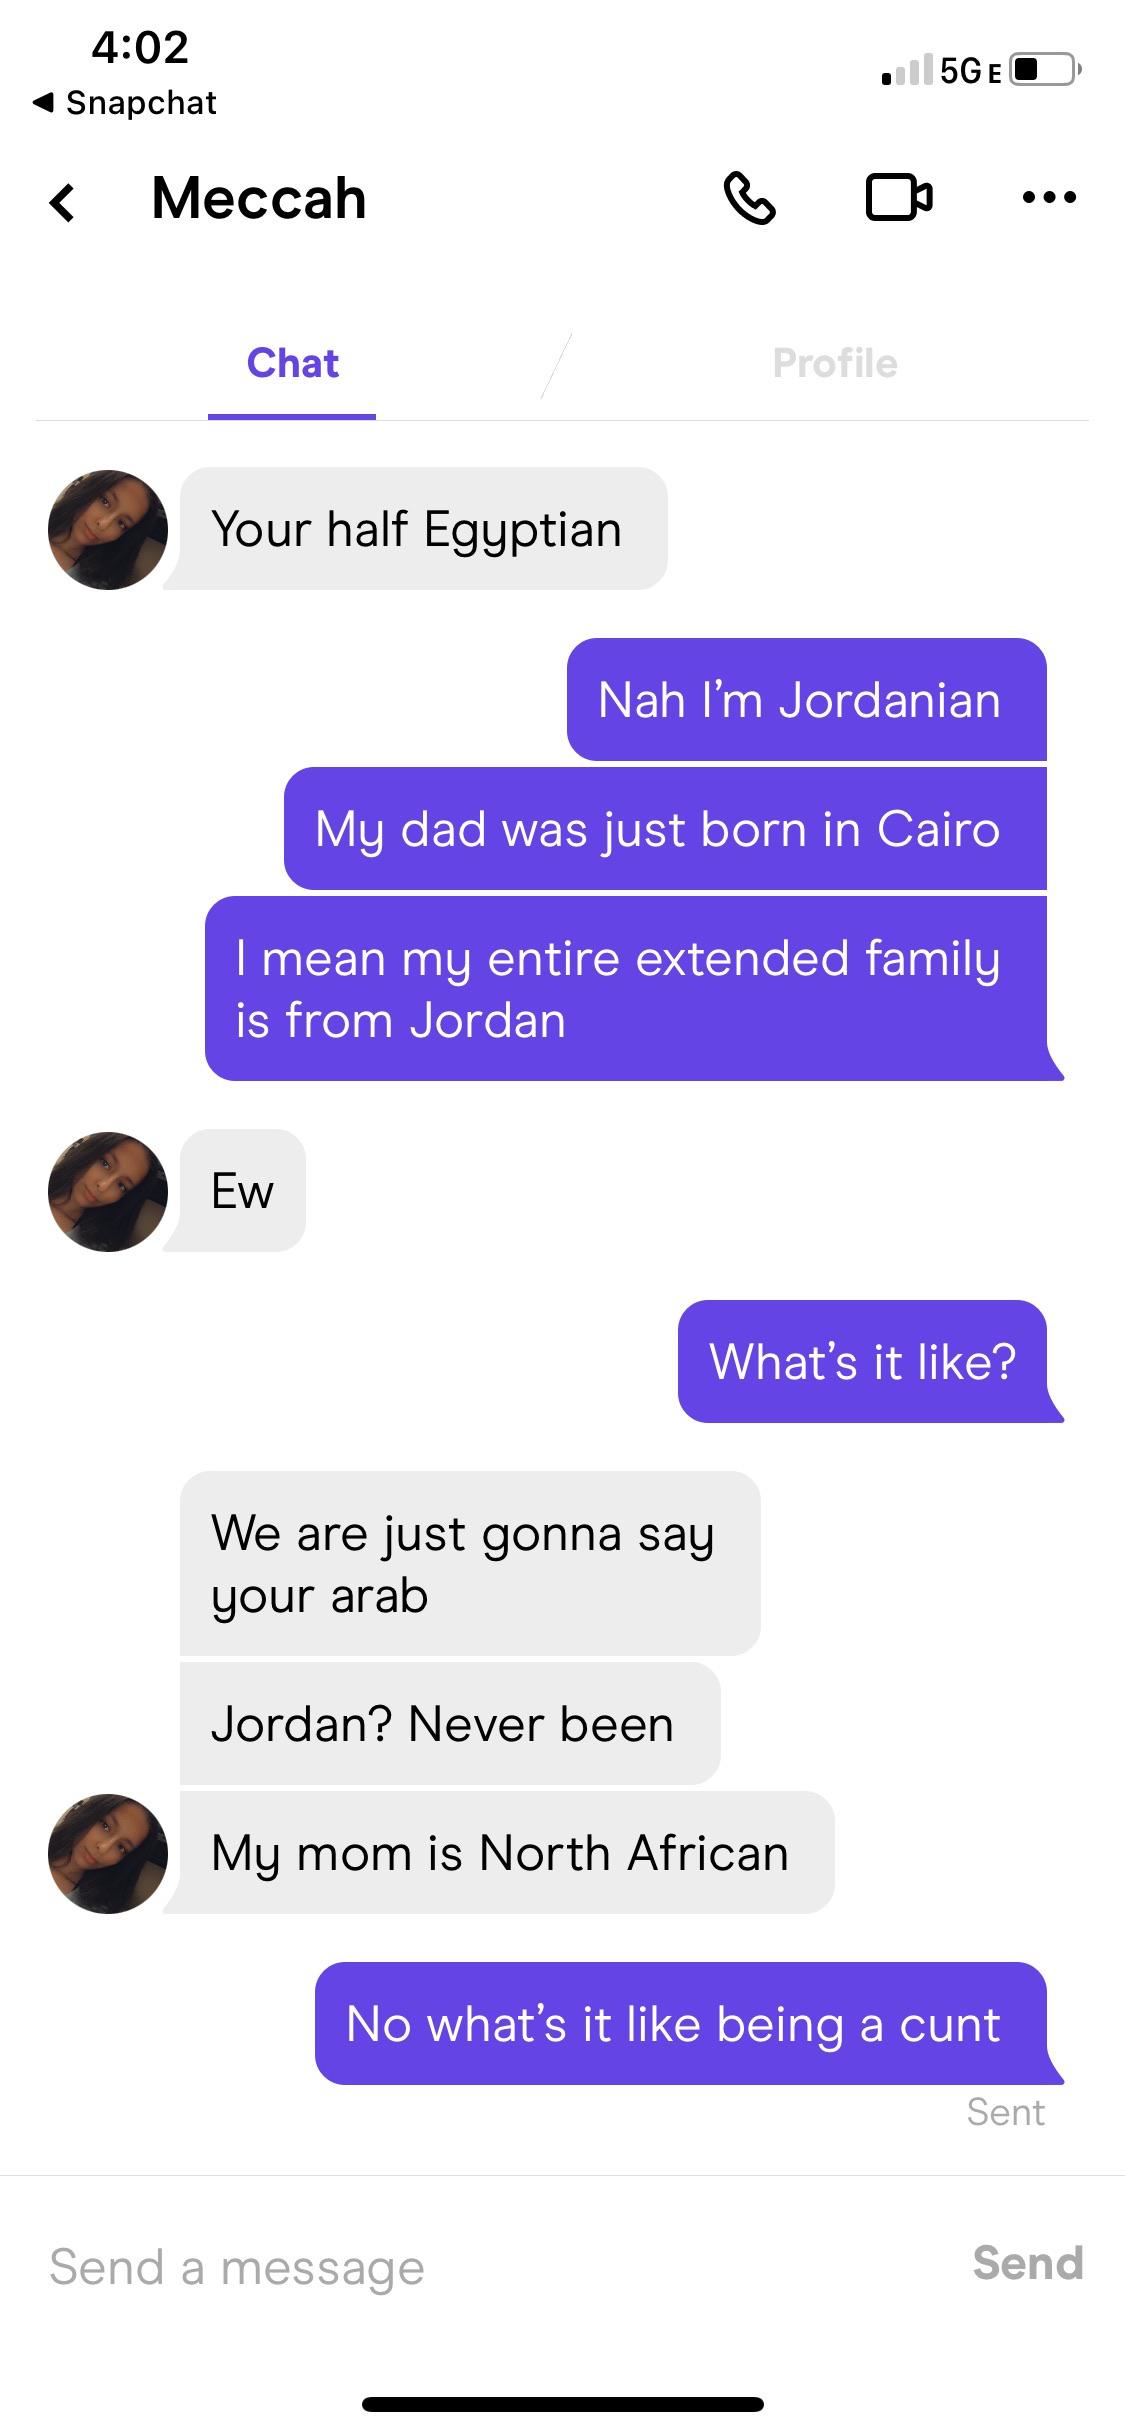 4:02
5G E
Snapchat
Meccah
Chat
Profile
Your half Egyptian
Nah I’m Jordanian
My dad was just born in Cairo
I mean my entire extended family
is from Jordan
Ew
What’s it like?
We are just gonna say
your arab
Jordan? Never been
My mom is North African
No what’s it like being a cunt
Sent
Send a message
Send